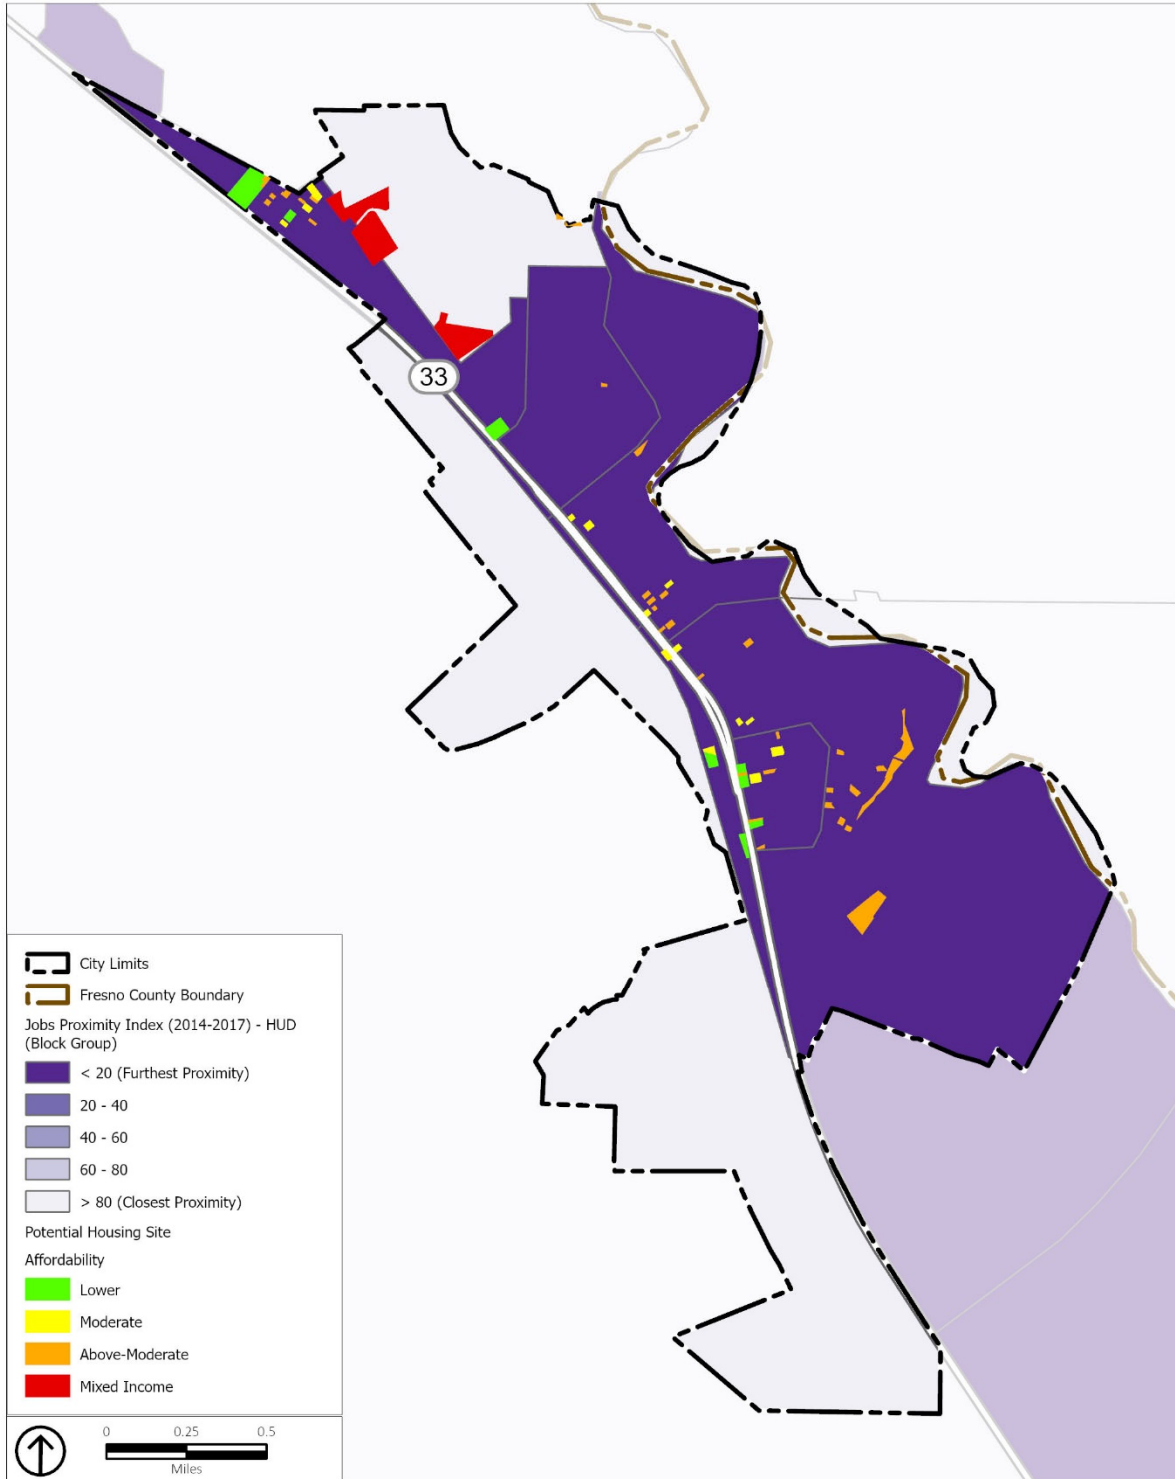 33
City Limits
Fresno County Boundary
Jobs Proximity Index (2014-2017) - HUD
(Block Group)
< 20 (Furthest Proximity)
20 - 40
40 - 60
60 - 80
> 80 (Closest Proximity)
Potential Housing Site
Affordability
Lower
Moderate
Above-Moderate
Mixed Income
0 0.25 0.5
Miles